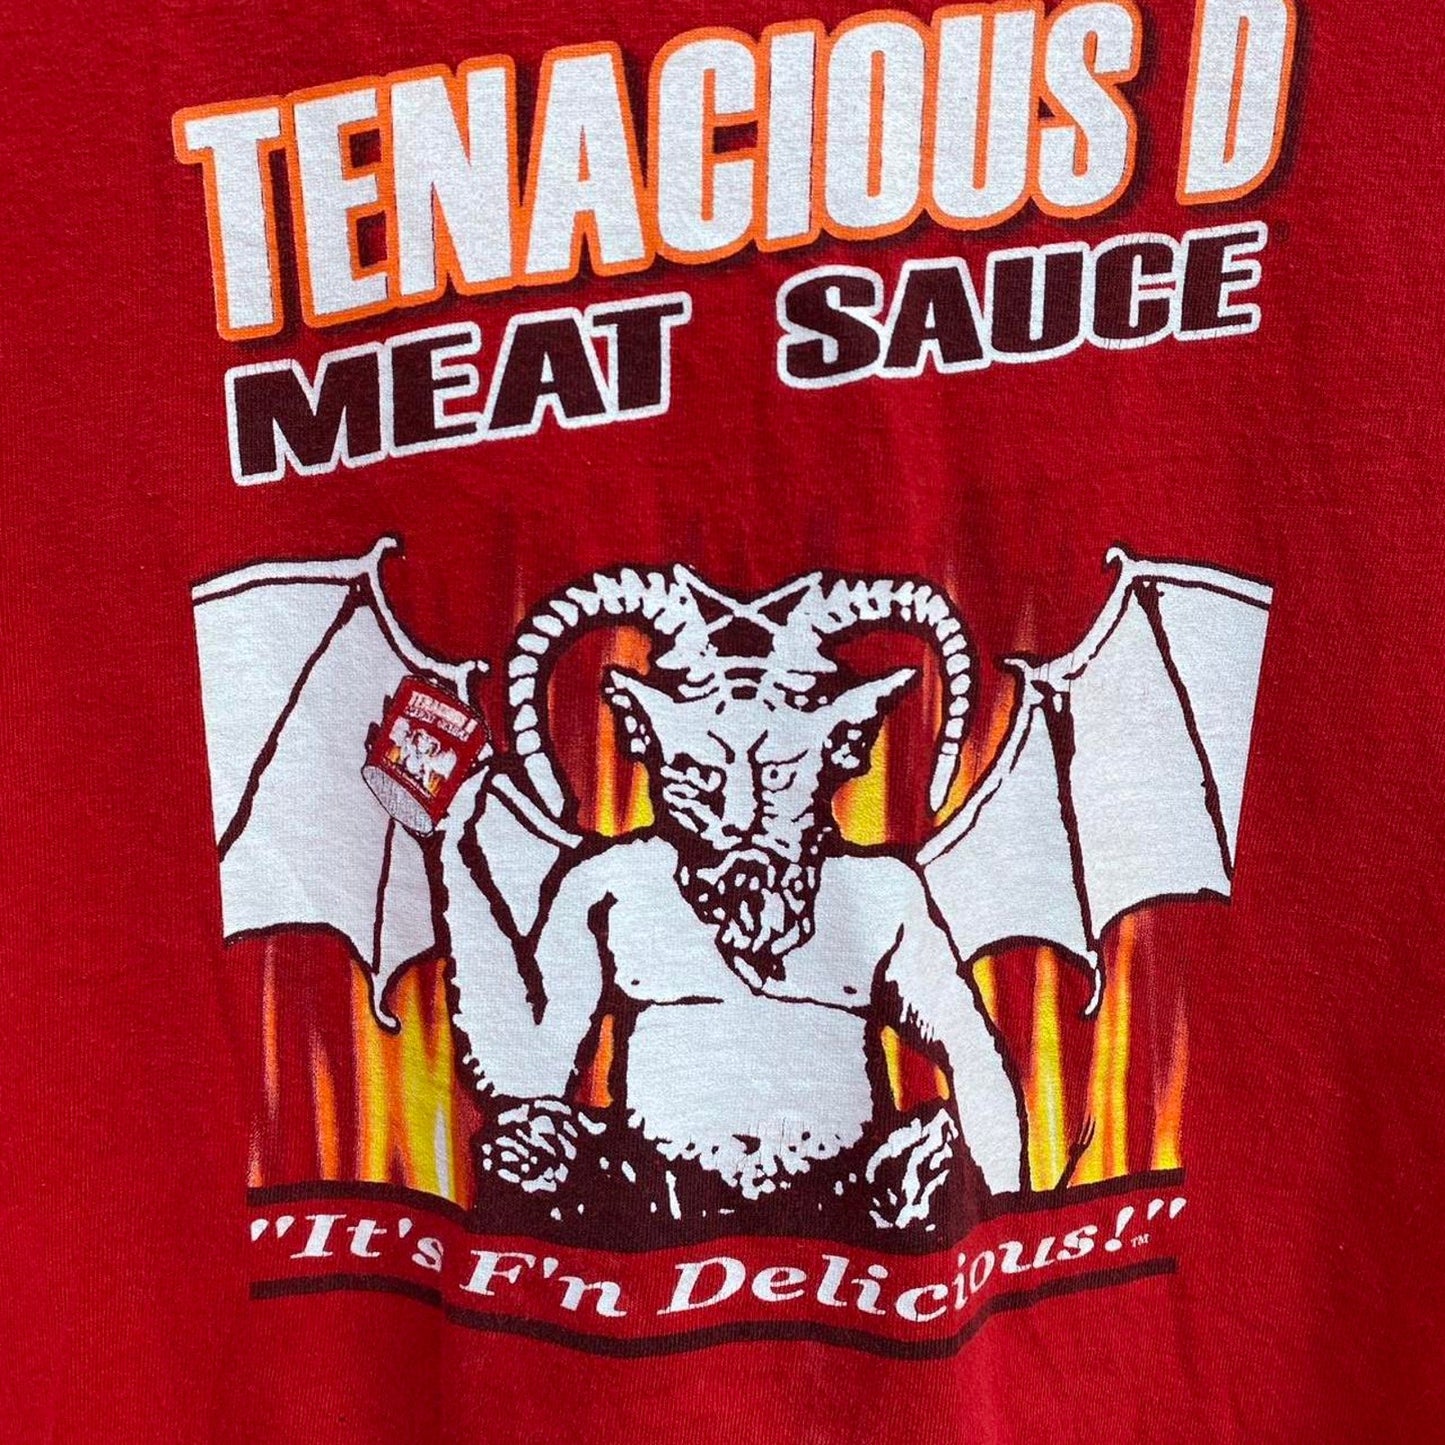 TENACIOUS D
MEAT SAUCE
"It's F'n Delicious!"™